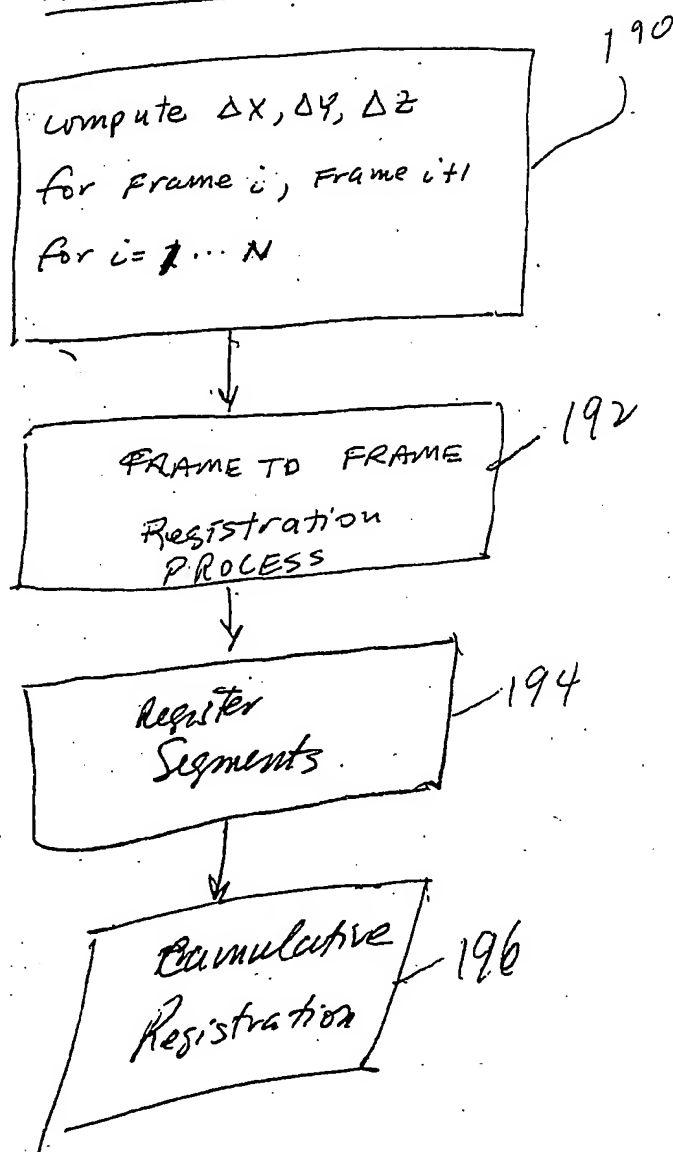 190
compute ΔX, ΔY, ΔZ
for Frame i, Frame i+1
for i= 1 ... N
192
FRAME TO FRAME
Registration
PROCESS
194
Register
Segments
196
Cumulative
Registration